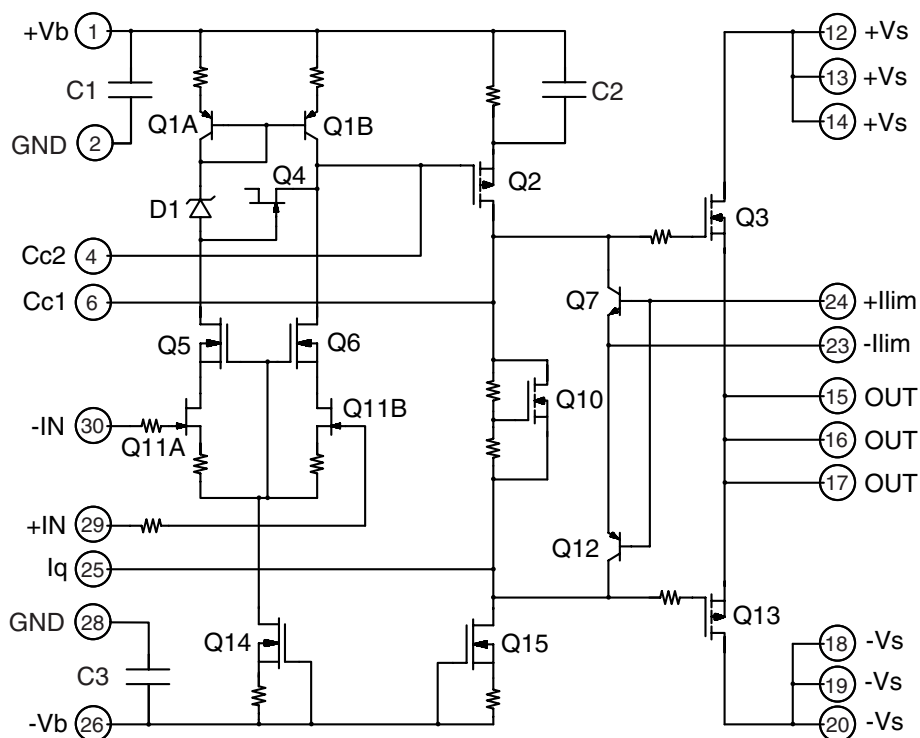 +Vb 1
12 +Vs
C1
C2
13 +Vs
Q1A
Q1B
14 +Vs
GND 2
Q4
Q2
D1
Q3
Cc2 4
Cc1 6
Q7
24 +Ilim
Q5
Q6
23 -Ilim
Q10
15 OUT
Q11B
-IN 30
Q11A
16 OUT
17 OUT
+IN 29
Q12
Iq 25
GND 28
Q13
Q14
Q15
18 -Vs
C3
19 -Vs
-Vb 26
20 -Vs